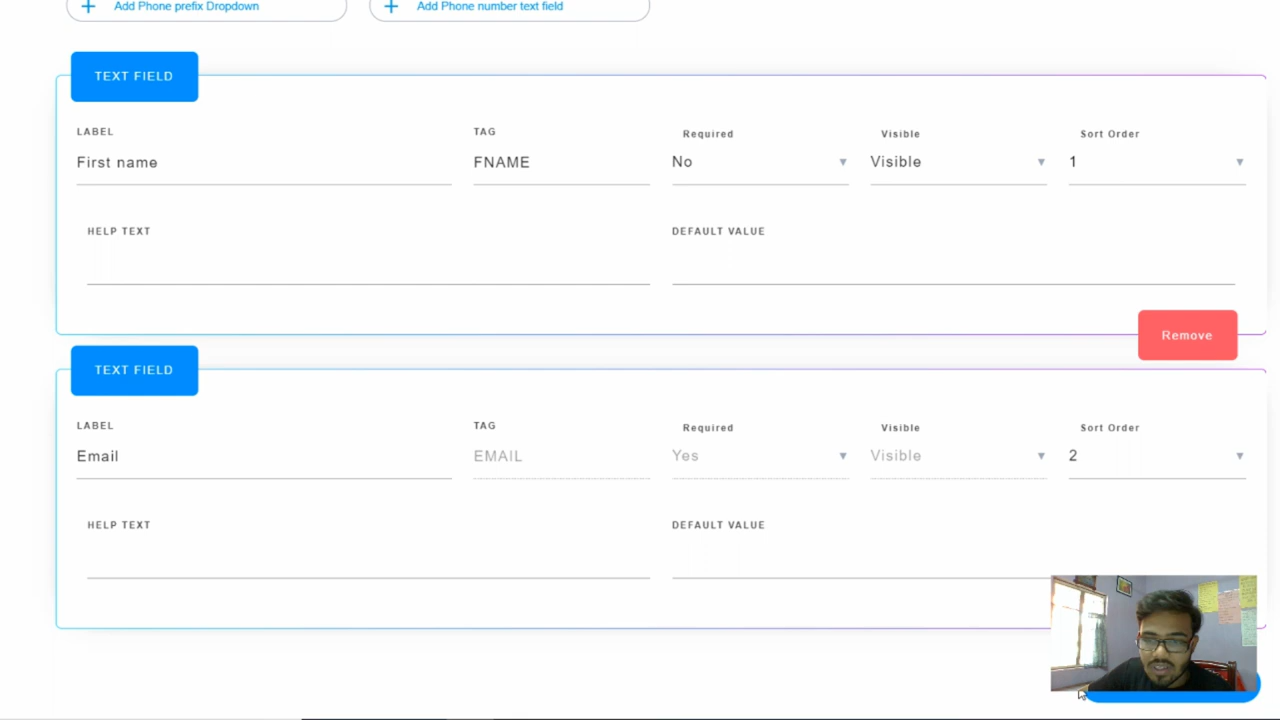 Add Phone prefix Dropdown Add Phone number text field
TEXT FIELD
LABEL TAG Required Visible Sort Order
First name FNAME No Visible 1
HELP TEXT DEFAULT VALUE
Remove
TEXT FIELD
LABEL TAG Required Visible Sort Order
Email EMAIL Yes Visible 2
HELP TEXT DEFAULT VALUE